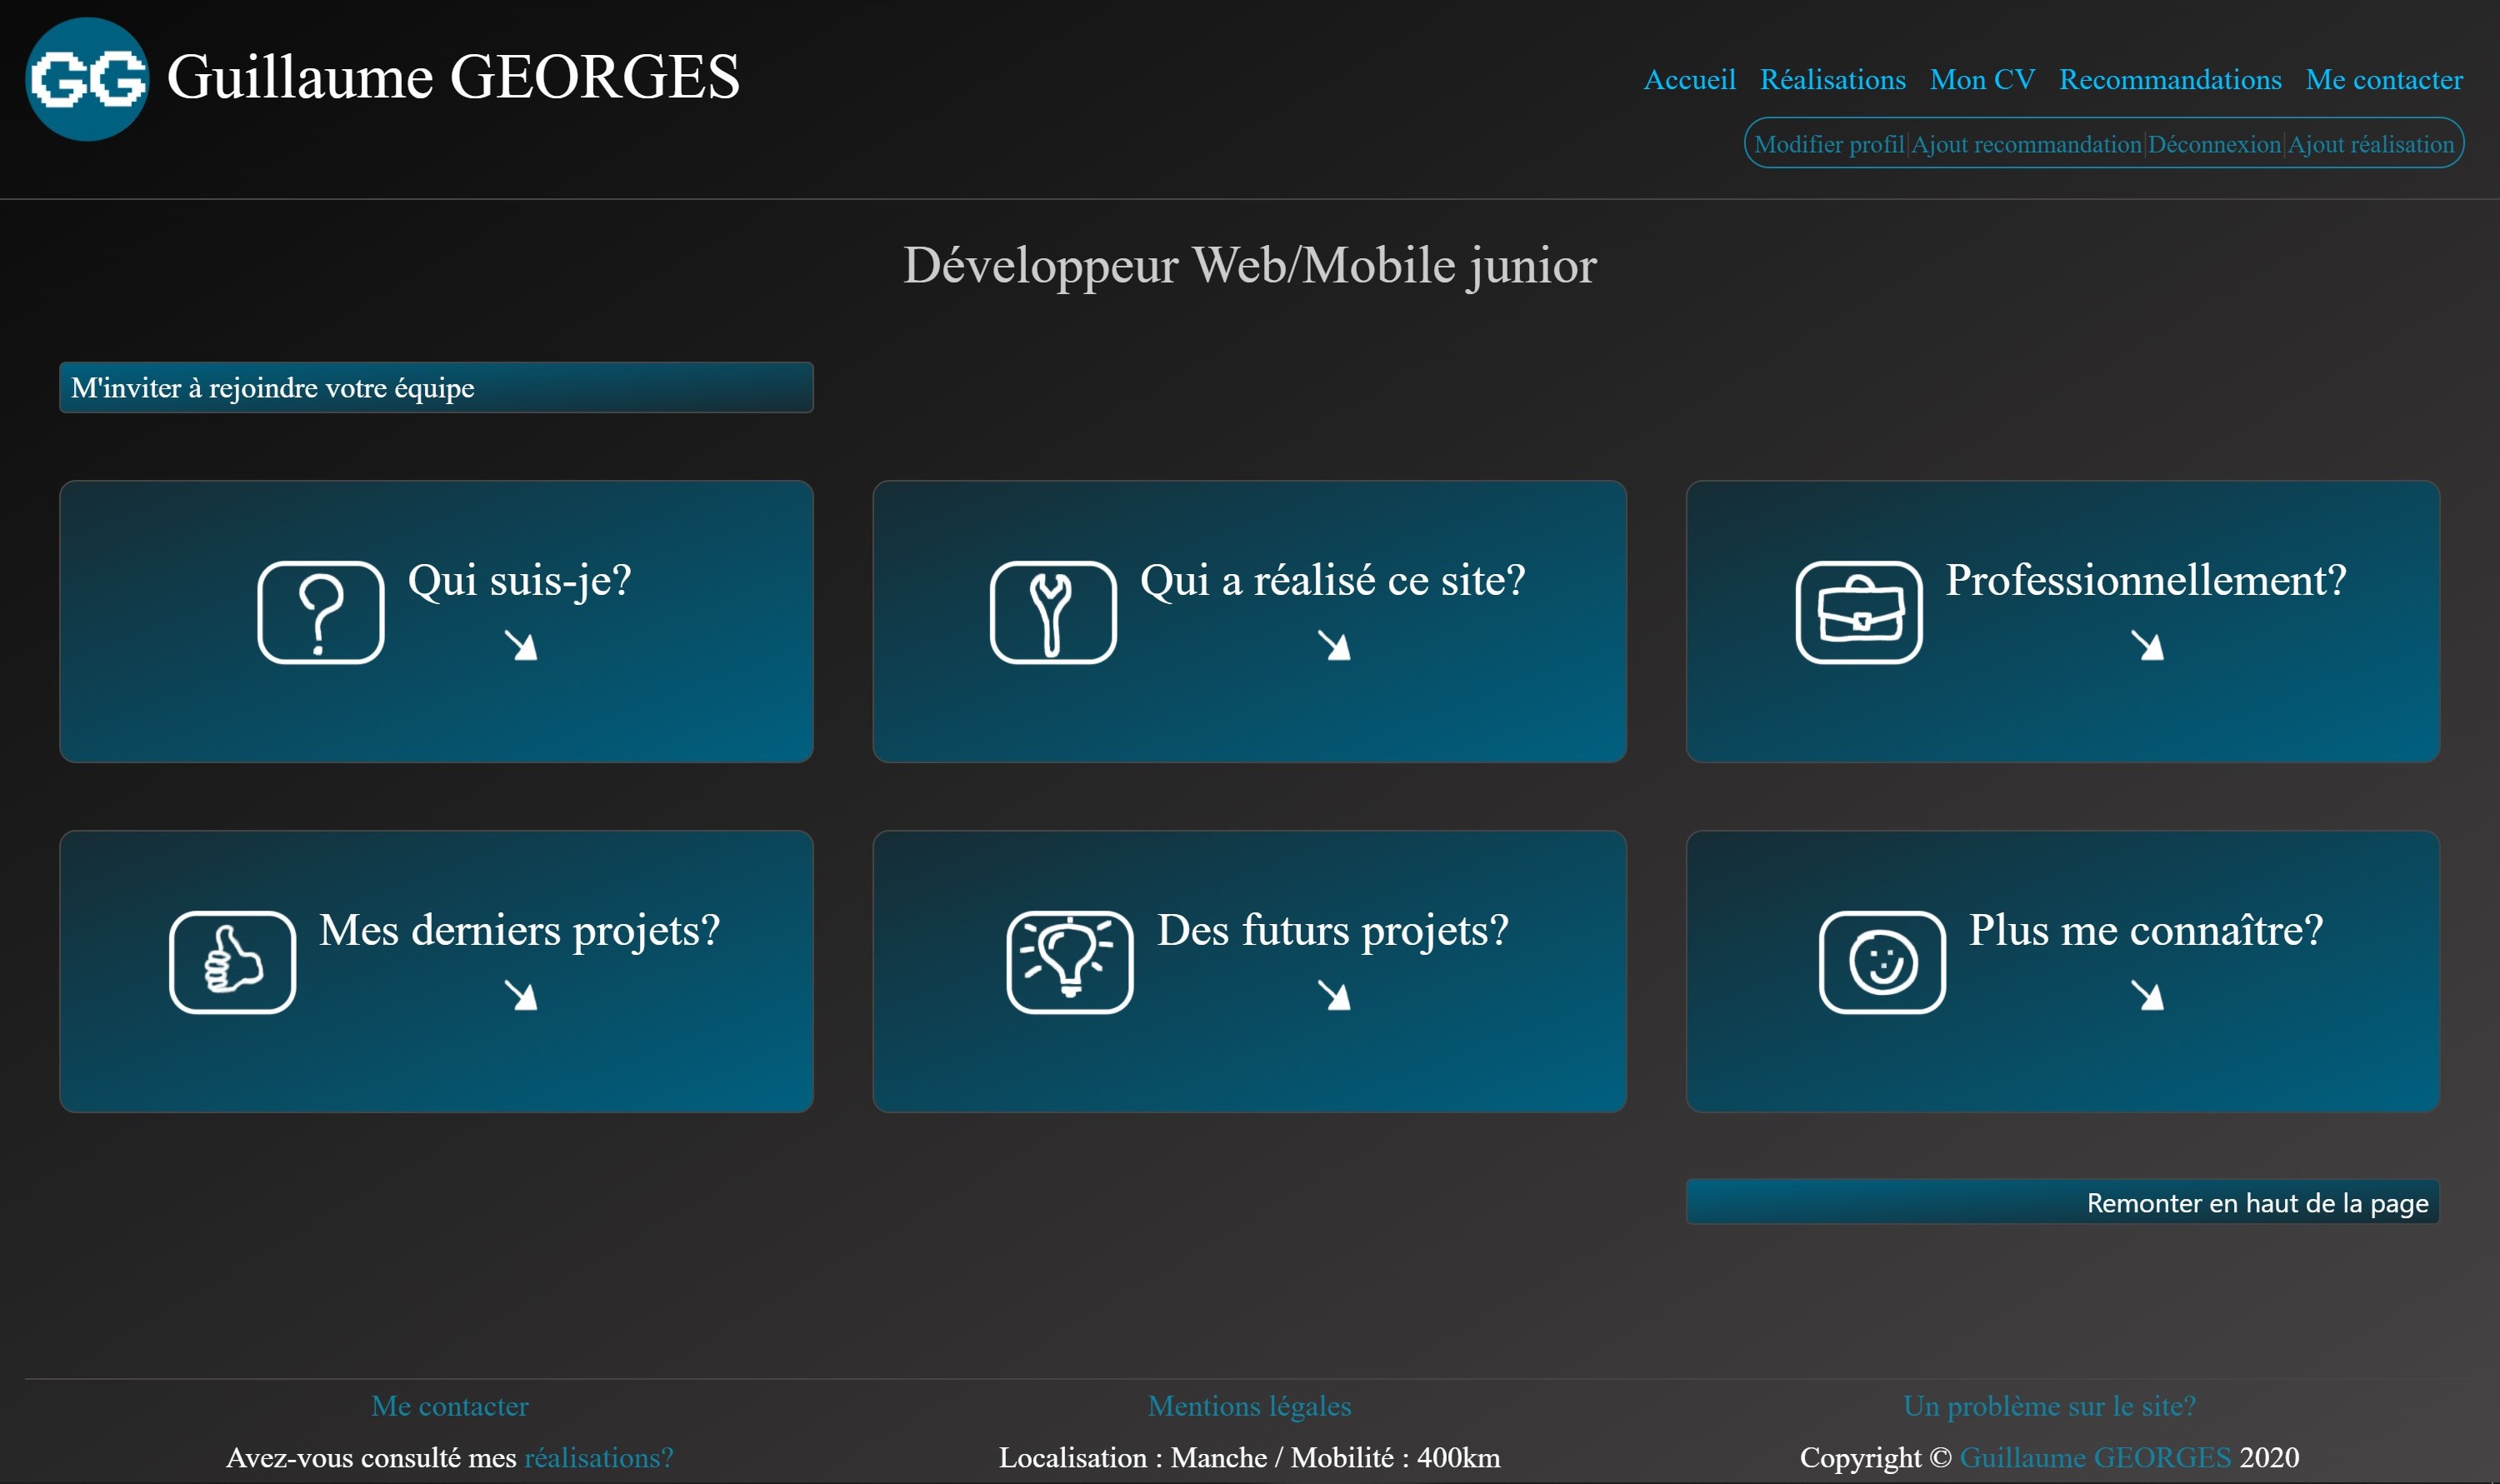 GG
Guillaume GEORGES
Accueil Réalisations Mon CV Recommandations Me contacter
Modifier profil|Ajout recommandation|Déconnexion|Ajout réalisation
Développeur Web/Mobile junior
M'inviter à rejoindre votre équipe
Qui suis-je?
Qui a réalisé ce site?
Professionnellement?
Mes derniers projets?
Des futurs projets?
Plus me connaître?
Remonter en haut de la page
Me contacter
Mentions légales
Un problème sur le site?
Avez-vous consulté mes réalisations?
Localisation : Manche / Mobilité : 400km
Copyright © Guillaume GEORGES 2020